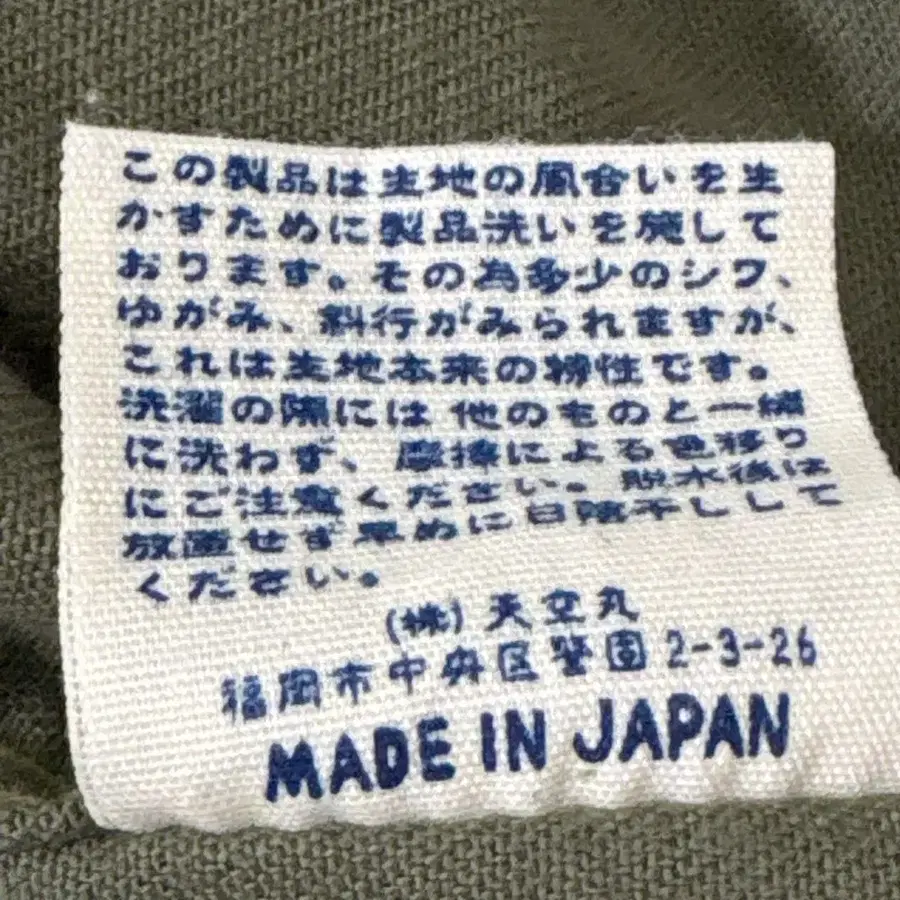 この製品は生地の風合いを生
かすために製品洗いを施して
おります。その為多少のシワ、
ゆがみ、斜行がみられますが、
これは生地本来の特性です。
洗濯の際には 他のものと一緒
に洗わず、摩擦による色移り
にご注意ください。脱水後は
放置せず早めに日陰干しして
ください。
(株) 天立丸
福岡市中央区警固 2-3-26
MADE IN JAPAN